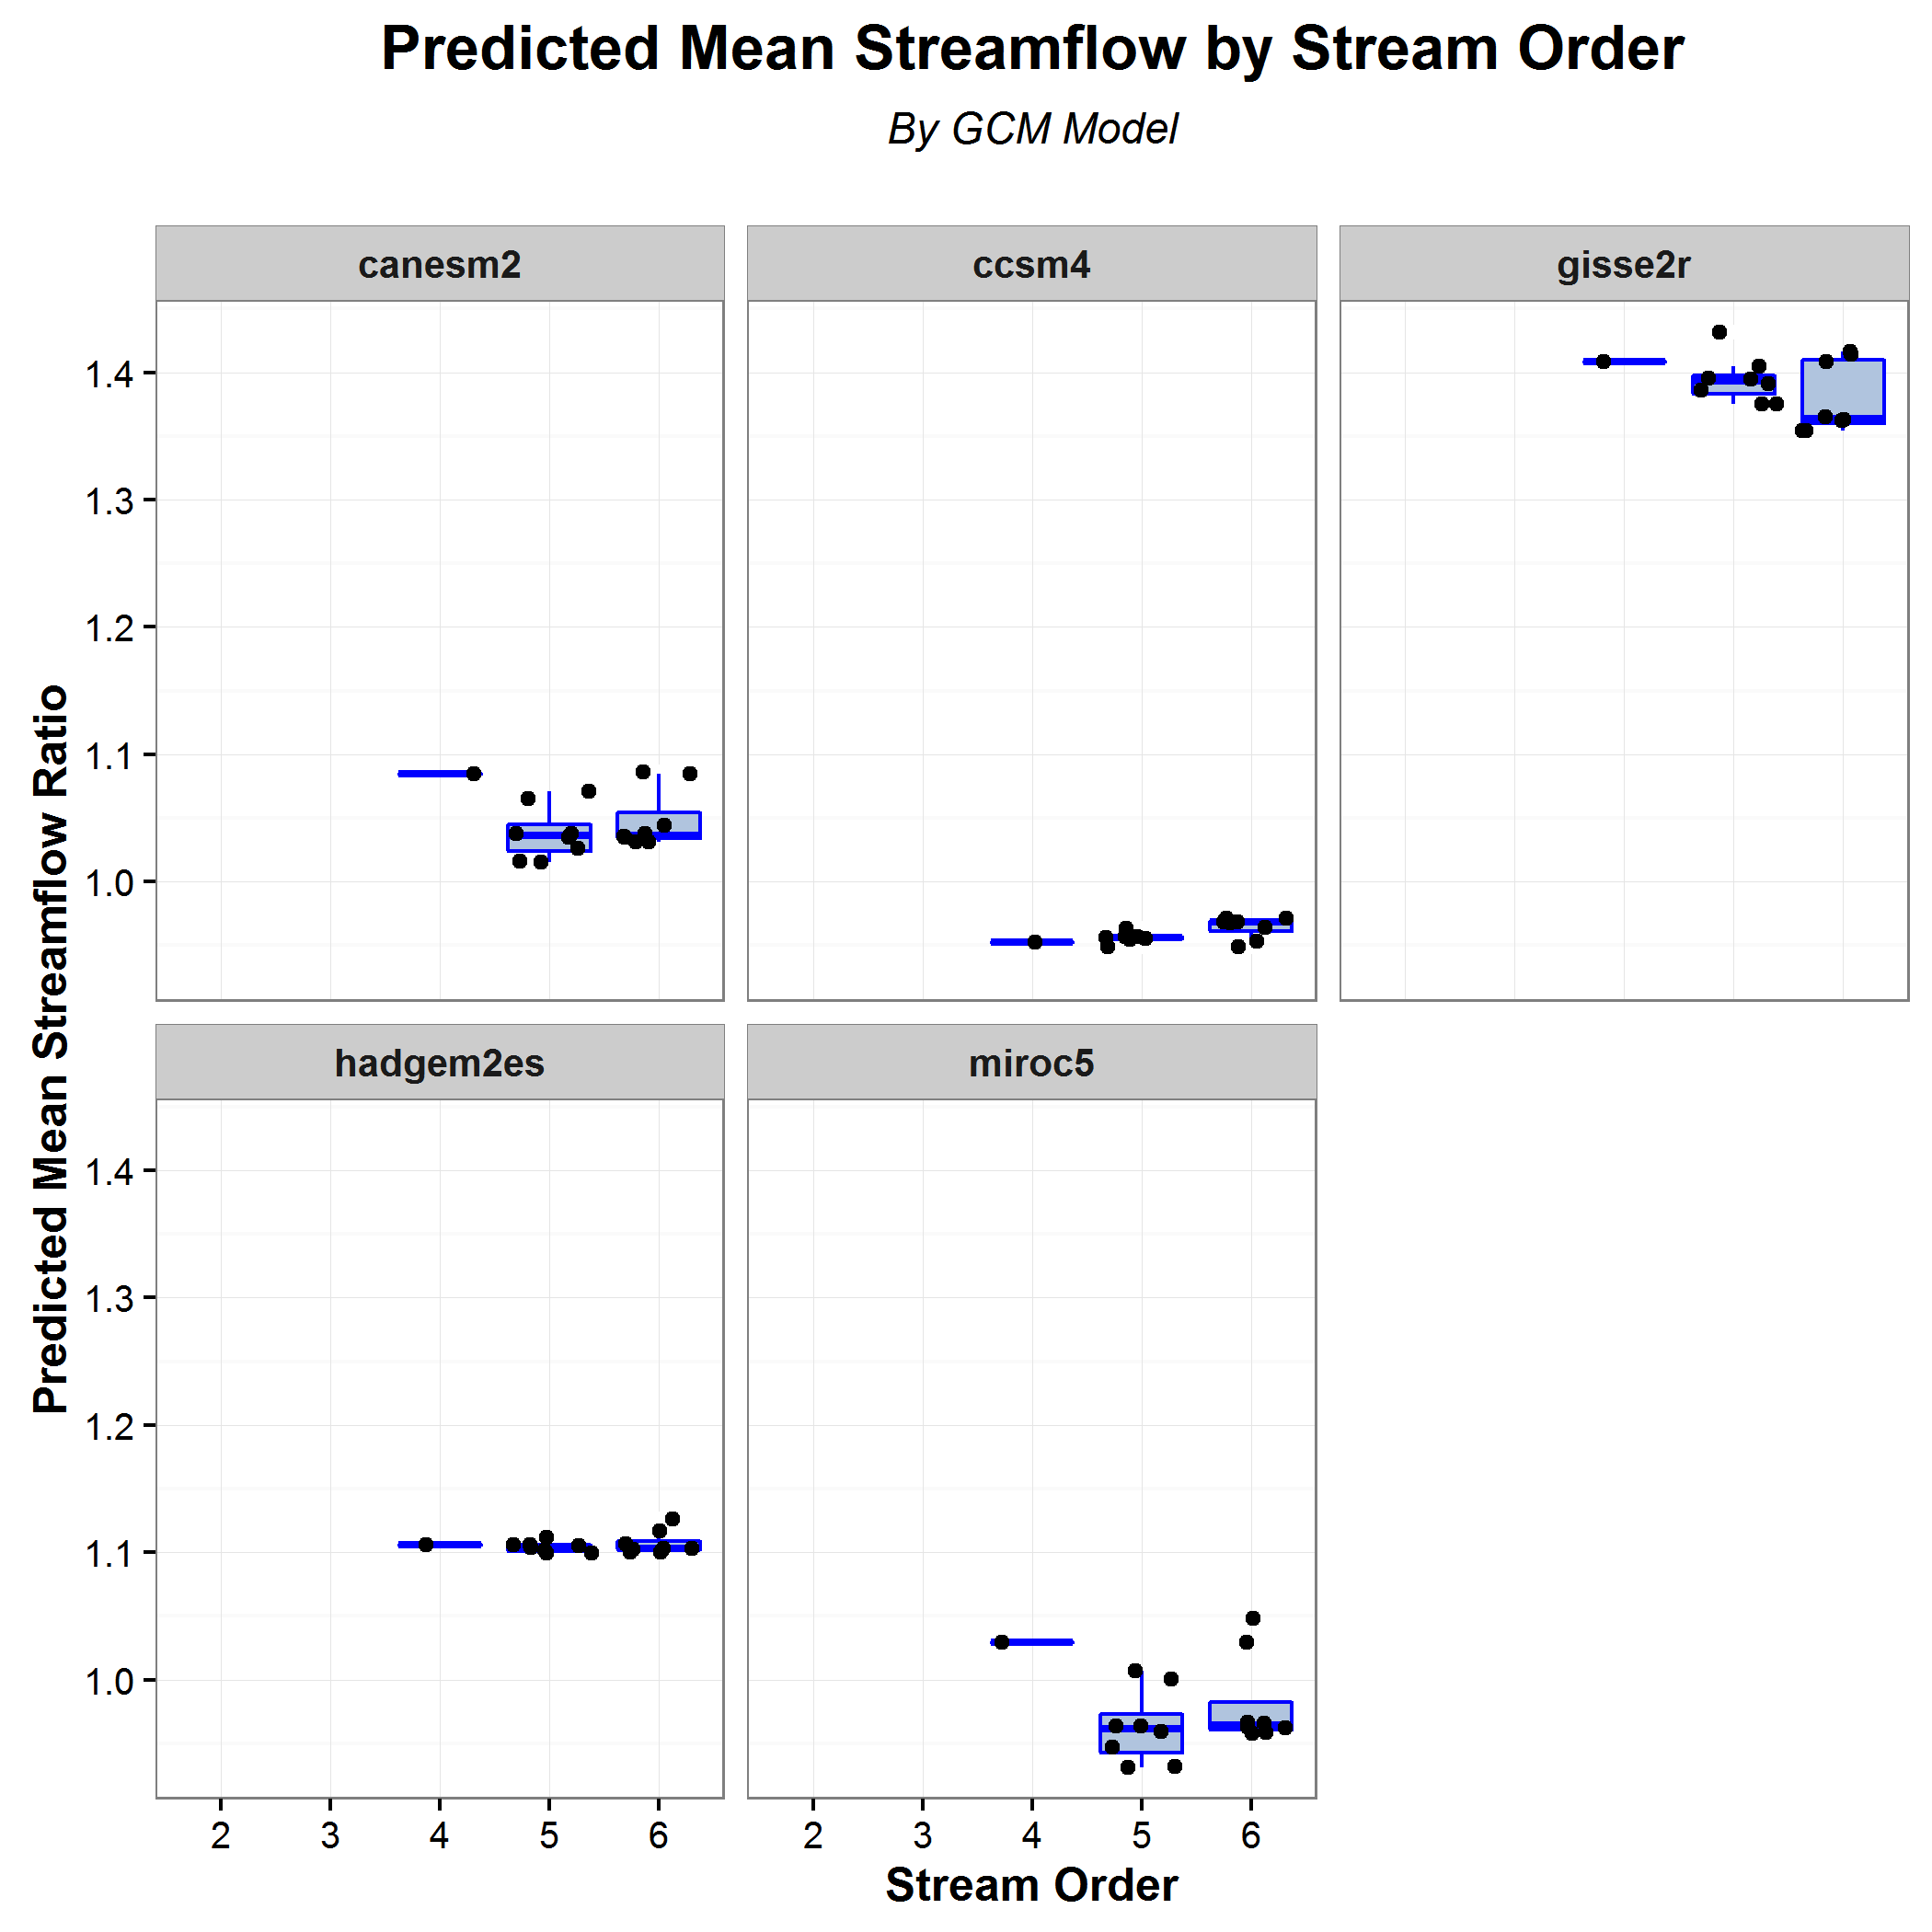 Predicted Mean Streamflow by Stream Order
By GCM Model
canesm2
ccsm4
gisse2r
1.4
1.3
1.2
1.1
1.0
Predicted Mean Streamflow Ratio
hadgem2es
miroc5
1.4
1.3
1.2
1.1
1.0
2 3 4 5 6
2 3 4 5 6
Stream Order